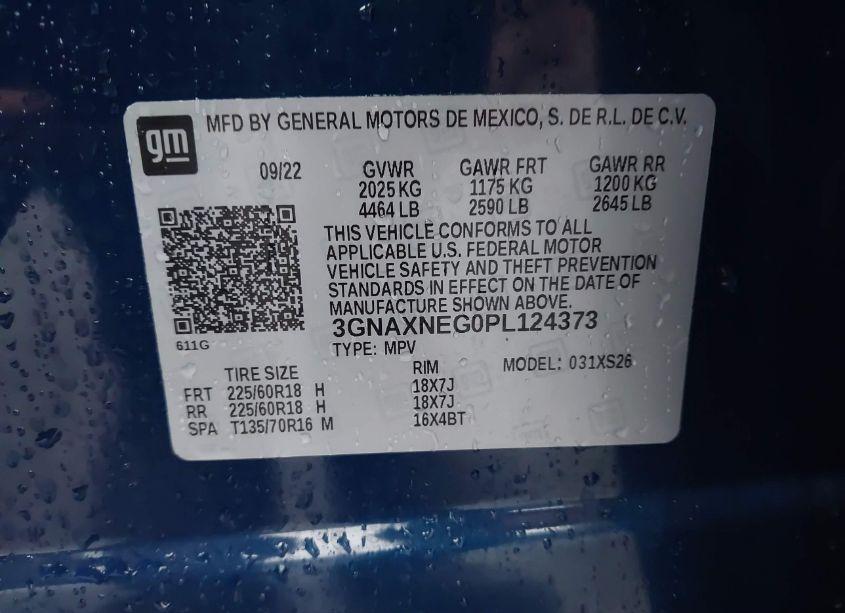 gm MFD BY GENERAL MOTORS DE MEXICO, S. DE R.L. DE C.V.
09/22 GVWR GAWR FRT GAWR RR
2025 KG 1175 KG 1200 KG
4464 LB 2590 LB 2645 LB
THIS VEHICLE CONFORMS TO ALL
APPLICABLE U.S. FEDERAL MOTOR
VEHICLE SAFETY AND THEFT PREVENTION
STANDARDS IN EFFECT ON THE DATE OF
MANUFACTURE SHOWN ABOVE.
3GNAXNEG0PL124373
611G
TYPE: MPV MODEL: 031XS26
TIRE SIZE RIM
FRT 225/60R18 H 18X7J
RR 225/60R18 H 18X7J
SPA T135/70R16 M 16X4BT